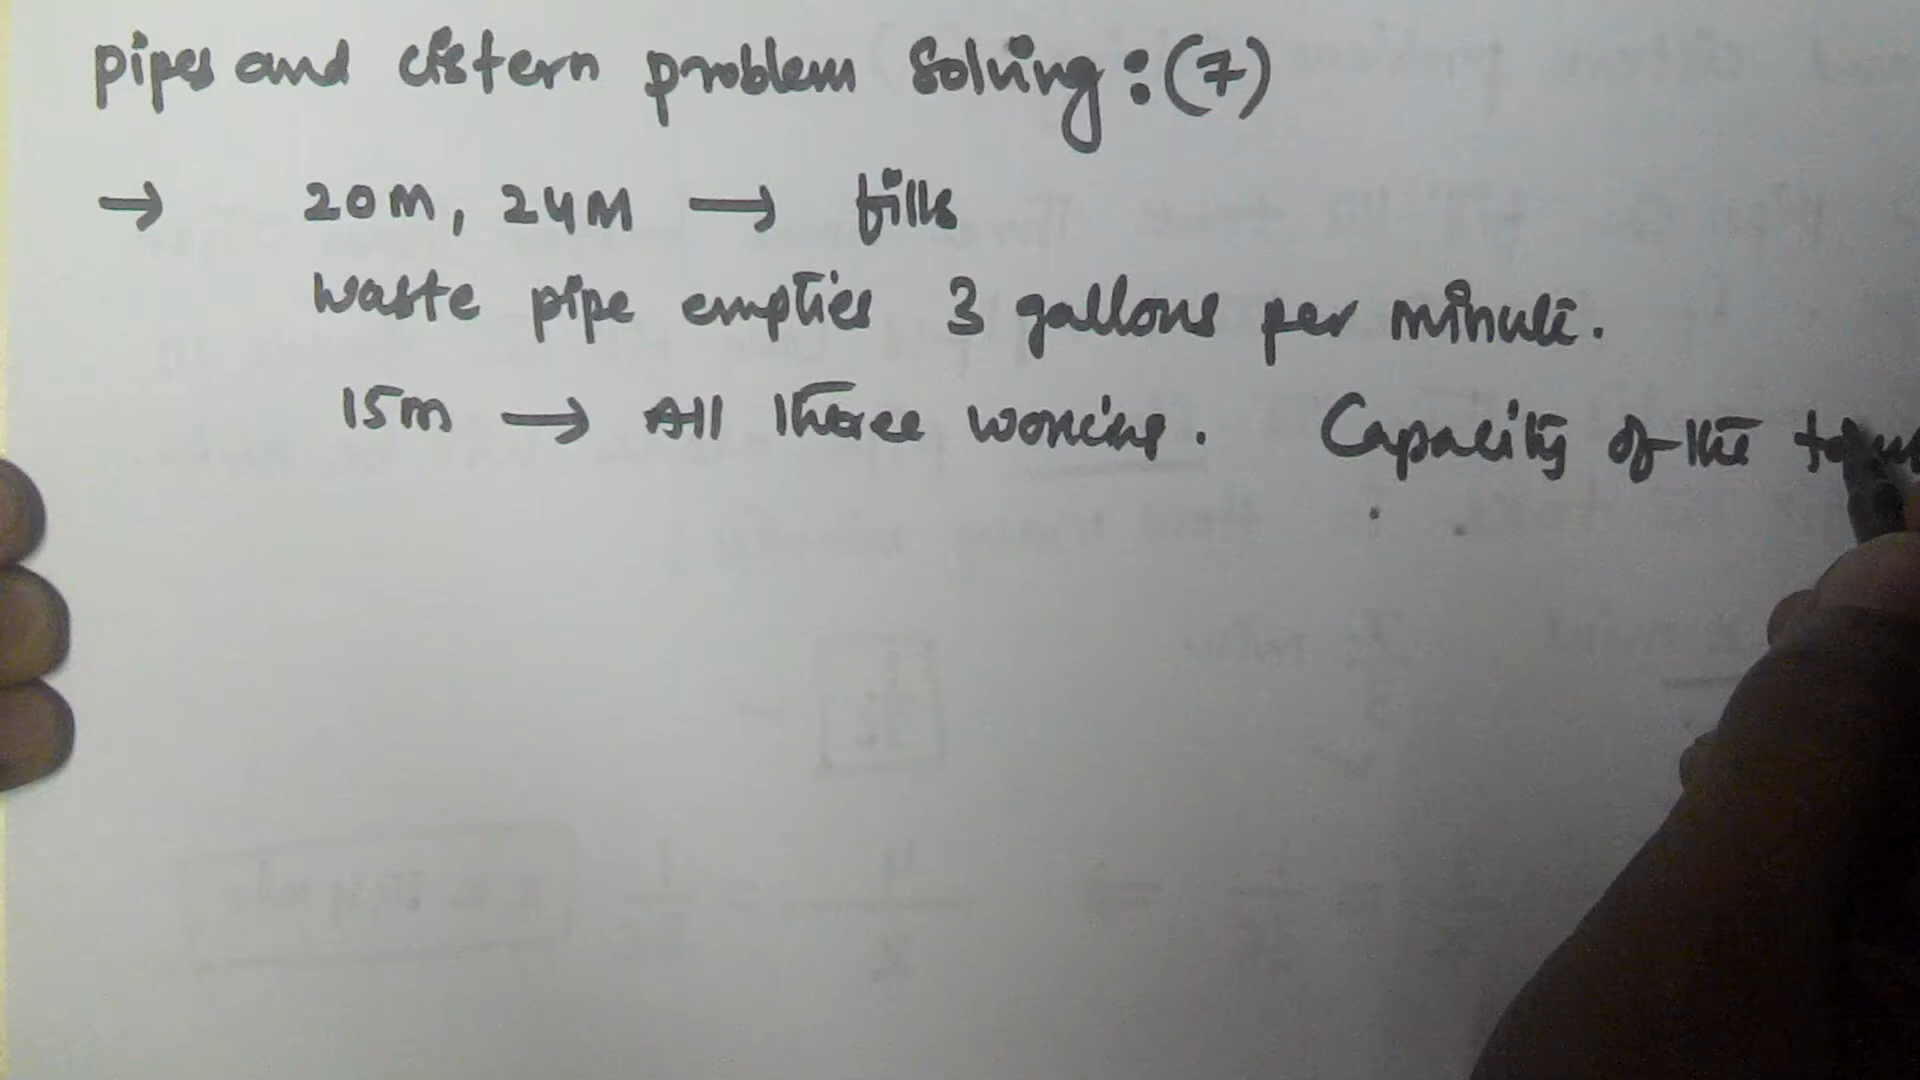 pipes and cistern problem solving : (7)
→ 20M, 24M → fills
waste pipe empties 3 gallons per minute.
15m → All three working. Capacity of the